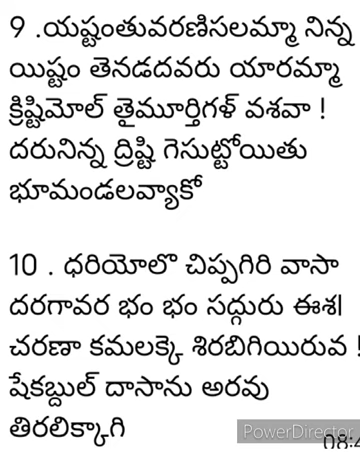 9 .యష్టంతువరణిసలమ్మా నిన్న
యిష్టం తెనడదవరు యారమ్మా
క్రిష్టిమోల్ త్రైమూర్తిగళ్ వశవా !
దరునిన్న ద్రిష్టి గెసుట్టోయితు
భూమండలవ్యాకో
10 . ధరియోలొ చిప్పగిరి వాసా
దరగావర భం భం సద్గురు ఈశ|
చరణా కమలక్కె శిరబిగియిరువ !
షేకబ్దుల్ దాసాను అరవు
తిరలిక్కాగి
PowerDirector